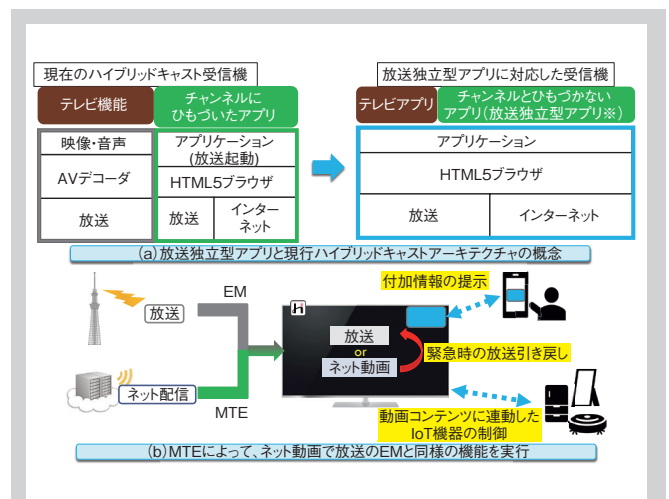 現在のハイブリッドキャスト受信機
テレビ機能
チャンネルに
ひもづいたアプリ
映像・音声
AVデコーダ
放送
アプリケーション
(放送起動)
HTML5ブラウザ
放送
インター
ネット
放送独立型アプリに対応した受信機
テレビアプリ
チャンネルとひもづかない
アプリ(放送独立型アプリ※)
アプリケーション
HTML5ブラウザ
放送
インターネット
(a)放送独立型アプリと現行ハイブリッドキャストアーキテクチャの概念
放送
EM
ネット配信
MTE
H
放送
or
ネット動画
付加情報の提示
緊急時の放送引き戻し
動画コンテンツに連動した
IoT機器の制御
(b)MTEによって、ネット動画で放送のEMと同様の機能を実行